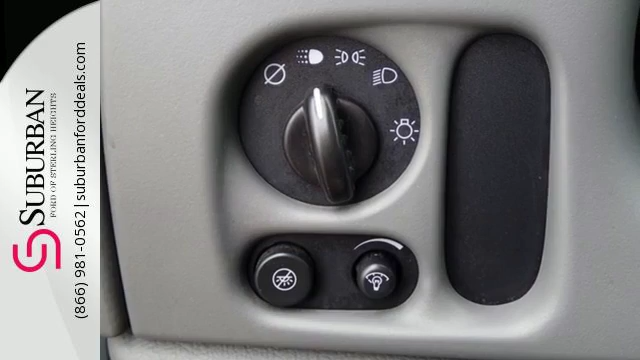 SUBURBAN
FORD OF STERLING HEIGHTS
(866) 981-0562|suburbanforddeals.com